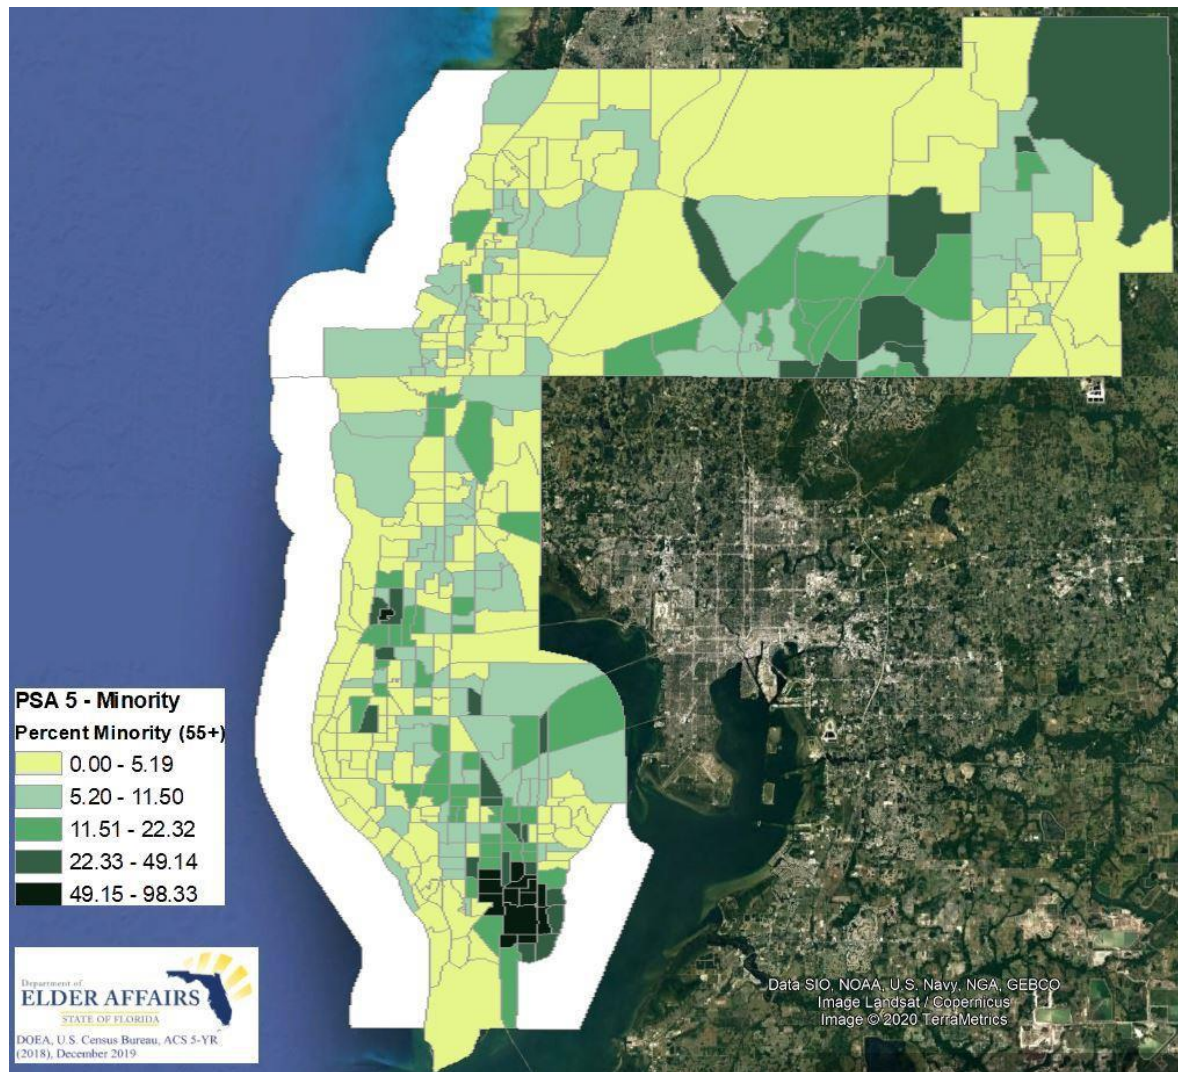 PSA 5 - Minority
Percent Minority (55+)
0.00 - 5.19
5.20 - 11.50
11.51 - 22.32
22.33 - 49.14
49.15 - 98.33
Department of
ELDER AFFAIRS
STATE OF FLORIDA
DOEA, U.S. Census Bureau, ACS 5-YR
(2018), December 2019
Data SIO, NOAA, U.S. Navy, NGA, GEBCO
Image Landsat / Copernicus
Image © 2020 TerraMetrics